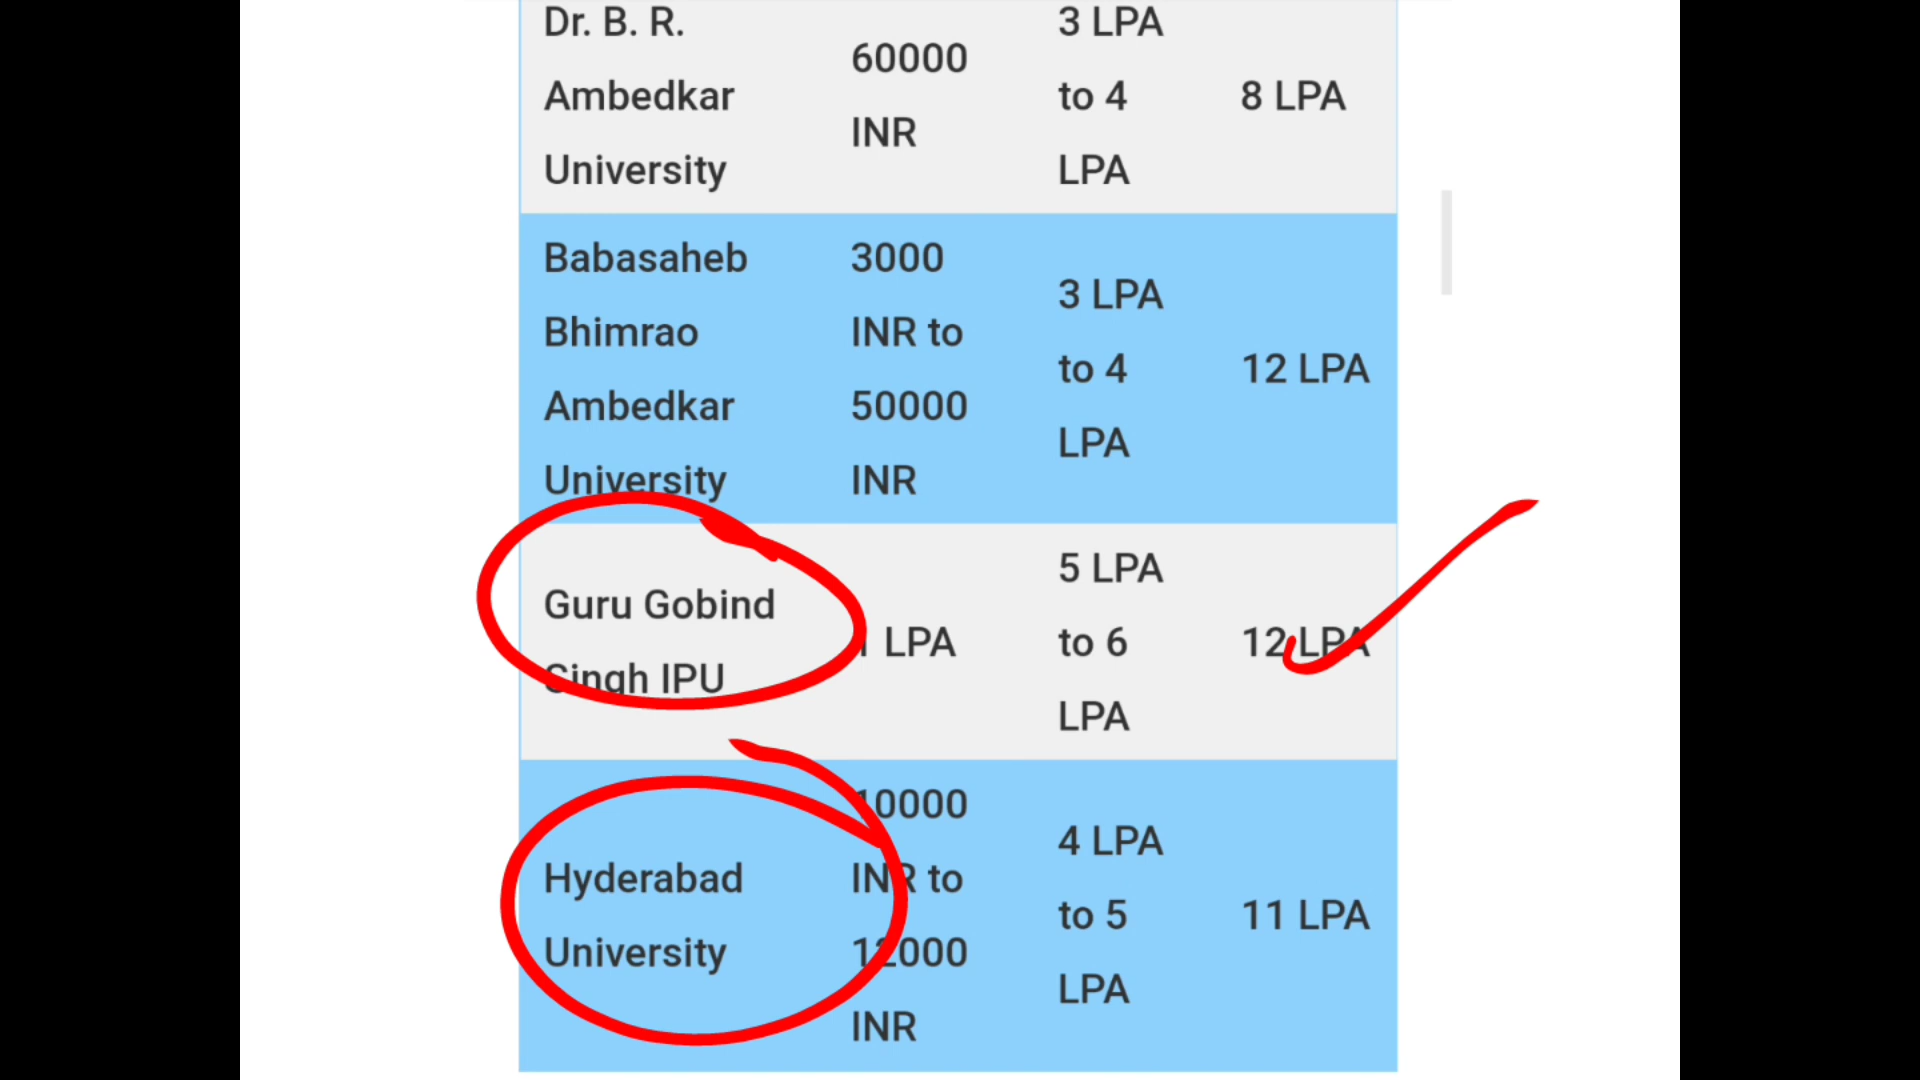 Dr. B. R.
Ambedkar
University
60000
INR
3 LPA
to 4
LPA
8 LPA
Babasaheb
Bhimrao
Ambedkar
University
3000
INR to
50000
INR
3 LPA
to 4
LPA
12 LPA
Guru Gobind
Singh IPU
1 LPA
5 LPA
to 6
LPA
12 LPA
Hyderabad
University
10000
INR to
12000
INR
4 LPA
to 5
LPA
11 LPA